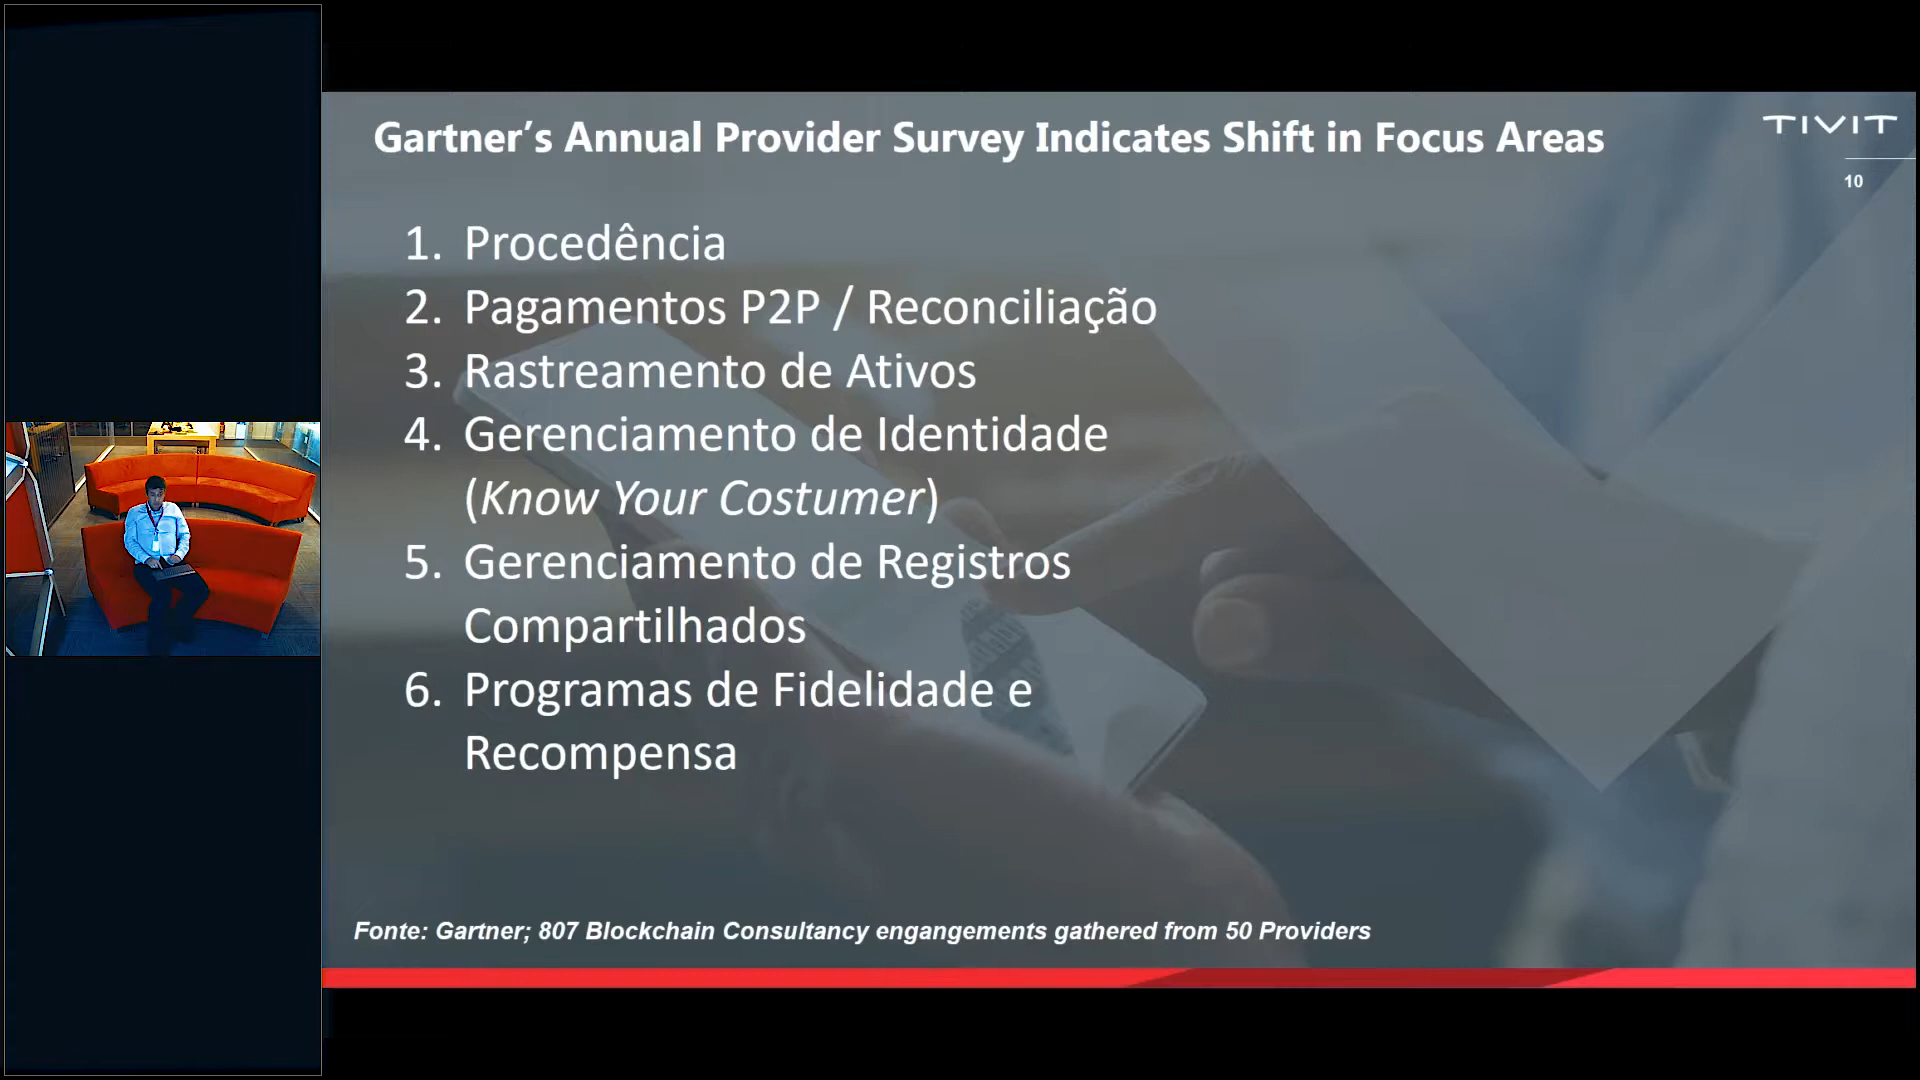 Gartner's Annual Provider Survey Indicates Shift in Focus Areas
TIVIT
10
1. Procedência
2. Pagamentos P2P / Reconciliação
3. Rastreamento de Ativos
4. Gerenciamento de Identidade
(Know Your Costumer)
5. Gerenciamento de Registros
Compartilhados
6. Programas de Fidelidade e
Recompensa
Fonte: Gartner; 807 Blockchain Consultancy engangements gathered from 50 Providers